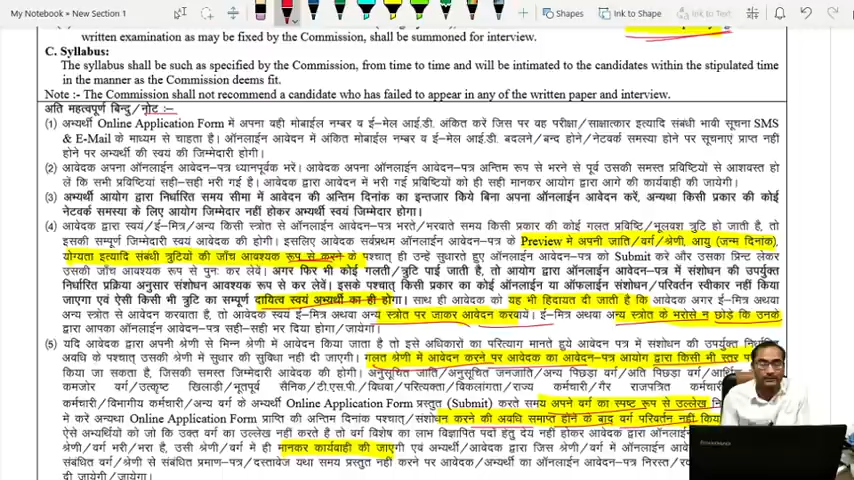 My Notebook » New Section 1
Shapes
Ink to Shape
Ink to Text
written examination as may be fixed by the Commission, shall be summoned for interview.
C. Syllabus:
The syllabus shall be such as specified by the Commission, from time to time and will be intimated to the candidates within the stipulated time
in the manner as the Commission deems fit.
Note :- The Commission shall not recommend a candidate who has failed to appear in any of the written paper and interview.
अति महत्वपूर्ण बिन्दु/नोट :–
(1) अभ्यर्थी Online Application Form में अपना वही मोबाईल नम्बर व ई–मेल आई.डी. अंकित करे जिस पर वह परीक्षा/साक्षात्कार इत्यादि संबंधी भावी सूचना SMS
& E-Mail के माध्यम से चाहता है। ऑनलाईन आवेदन में अंकित मोबाईल नम्बर व ई–मेल आई.डी. बदलने/बन्द होने/नेटवर्क समस्या होने पर सूचनाएं प्राप्त नहीं
होने पर अभ्यर्थी की स्वयं की जिम्मेदारी होगी।
(2) आवेदक अपना ऑनलाईन आवेदन–पत्र ध्यानपूर्वक भरे। आवेदक अपना ऑनलाईन आवेदन–पत्र अन्तिम रूप से भरने से पूर्व उसकी समस्त प्रविष्टियों से आशवस्त हो
लें कि सभी प्रविष्टियां सही–सही भरी गई है। आवेदक द्वारा आवेदन में भरी गई प्रविष्टियों को ही सही मानकर आयोग द्वारा आगे की कार्यवाही की जायेगी।
(3) अभ्यर्थी आयोग द्वारा निर्धारित समय सीमा में आवेदन की अन्तिम दिनांक का इन्तजार किये बिना अपना ऑनलाईन आवेदन करें, अन्यथा किसी प्रकार की कोई
नेटवर्क समस्या के लिए आयोग जिम्मेदार नहीं होकर अभ्यर्थी स्वयं जिम्मेदार होगा।
(4) आवेदक द्वारा स्वयं/ई–मित्र/अन्य किसी स्त्रोत से ऑनलाईन आवेदन–पत्र भरते/भरवाते समय किसी प्रकार की कोई गलत प्रविष्टि/भूलवश त्रुटि हो जाती है, तो
इसकी सम्पूर्ण जिम्मेदारी स्वयं आवेदक की होगी। इसलिए आवेदक सर्वप्रथम ऑनलाईन आवेदन–पत्र के Preview में अपनी जाति/वर्ग/श्रेणी, आयु (जन्म दिनांक),
योग्यता इत्यादि संबंधी त्रुटियों की जाँच आवश्यक रूप से करने के पश्चात ही उन्हें सुधारते हुए ऑनलाईन आवेदन–पत्र को Submit करे और उसका प्रिन्ट लेकर
उसकी जाँच आवश्यक रूप से पुनः कर लेवे। अगर फिर भी कोई गलती/त्रुटि पाई जाती है, तो आयोग द्वारा ऑनलाईन आवेदन–पत्र में संशोधन की उपर्युक्त
निर्धारित प्रक्रिया अनुसार संशोधन आवश्यक रूप से कर लेवें। इसके पश्चात् किसी प्रकार का कोई ऑनलाईन या ऑफलाईन संशोधन/परिवर्तन स्वीकार नहीं किया
जाएगा एवं ऐसी किसी भी त्रुटि का सम्पूर्ण दायित्व स्वयं अभ्यर्थी का ही होगा। साथ ही आवेदक को यह भी हिदायत दी जाती है कि आवेदक अगर ई–मित्र अथवा
अन्य स्त्रोत से आवेदन करवाता है, तो आवेदक स्वयं ई–मित्र अथवा अन्य स्त्रोत पर जाकर आवेदन करवायें। ई–मित्र अथवा अन्य स्त्रोत के भरोसे न छोड़े कि उनके
द्वारा आपका ऑनलाईन आवेदन–पत्र सही–सही भर दिया होगा/जायेगा।
(5) यदि आवेदक द्वारा अपनी श्रेणी से भिन्न श्रेणी में आवेदन किया जाता है तो इसे अधिकारों का परित्याग मानते हुये आवेदन पत्र में संशोधन की उपर्युक्त निर्धा
अवधि के पश्चात् उसकी श्रेणी में सुधार की सुविधा नही दी जाएगी। गलत श्रेणी में आवेदन करने पर आवेदक का आवेदन–पत्र आयोग द्वारा किसी भी स्तर प
किया जा सकता है, जिसकी समस्त जिम्मेदारी आवेदक की होगी। अनुसूचित जाति/अनुसूचित जनजाति/अन्य पिछड़ा वर्ग/अति पिछड़ा वर्ग/आर्थि
कमजोर वर्ग/उत्कृष्ट खिलाड़ी/भूतपूर्व सैनिक/टी.एस.पी./विधवा/परित्यक्ता/विकलांगता/राज्य कर्मचारी/गैर राजपत्रित कर्मचारी
कर्मचारी/विभागीय कर्मचारी/अन्य वर्ग के अभ्यर्थी Online Application Form प्रस्तुत (Submit) करते समय अपने वर्ग का स्पष्ट रूप से उल्लेख नि
में करें अन्यथा Online Application Form प्राप्ति की अन्तिम दिनांक पश्चात्/संशोधन करने की अवधि समाप्त होने के बाद वर्ग परिवर्तन नहीं किया
ऐसे अभ्यर्थियों को जो कि उक्त वर्ग का उल्लेख नहीं करते है तो वर्ग विशेष का लाभ विज्ञापित पदों हेतु देय नहीं होकर आवेदक द्वारा ऑनलाईन
श्रेणी/वर्ग भरी/भरा है, उसी श्रेणी/वर्ग में ही मानकर कार्यवाही की जाएगी एवं अभ्यर्थी/आवेदक द्वारा जिस श्रेणी/वर्ग में ऑनलाईन आवेद
संबंधित वर्ग/श्रेणी से संबंधित प्रमाण–पत्र/दस्तावेज यथा समय प्रस्तुत नहीं करने पर आवेदक/अभ्यर्थी का ऑनलाईन आवेदन–पत्र निरस्त/र
दी जायेगी/जायेगा।